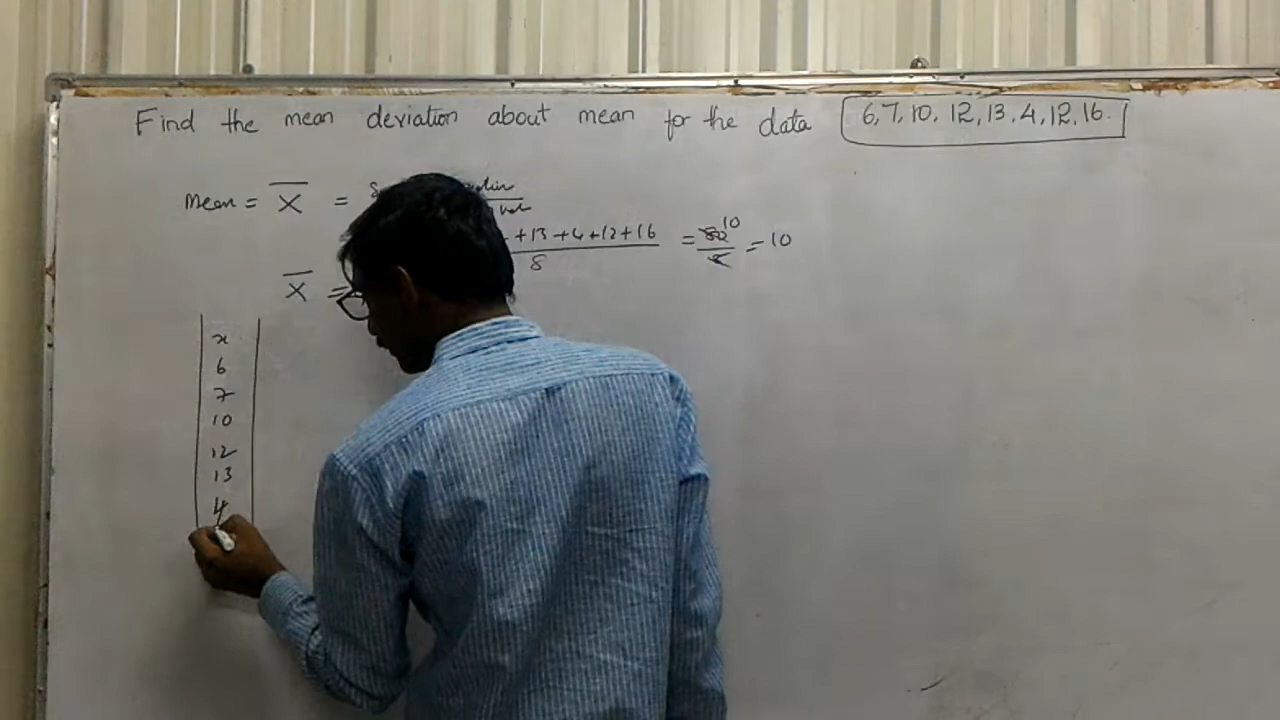 Find the mean deviation about mean for the data 6, 7, 10, 12, 13, 4, 12, 16.
Mean = X̅ =
+ 13 + 4 + 12 + 16 / 8 = 80 10 / 8 = 10
X̅ =
x
6
7
10
12
13
4